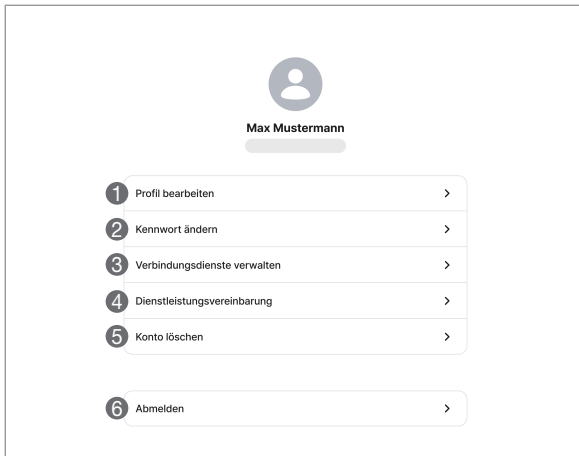 Max Mustermann
1 Profil bearbeiten
2 Kennwort ändern
3 Verbindungsdienste verwalten
4 Dienstleistungsvereinbarung
5 Konto löschen
6 Abmelden